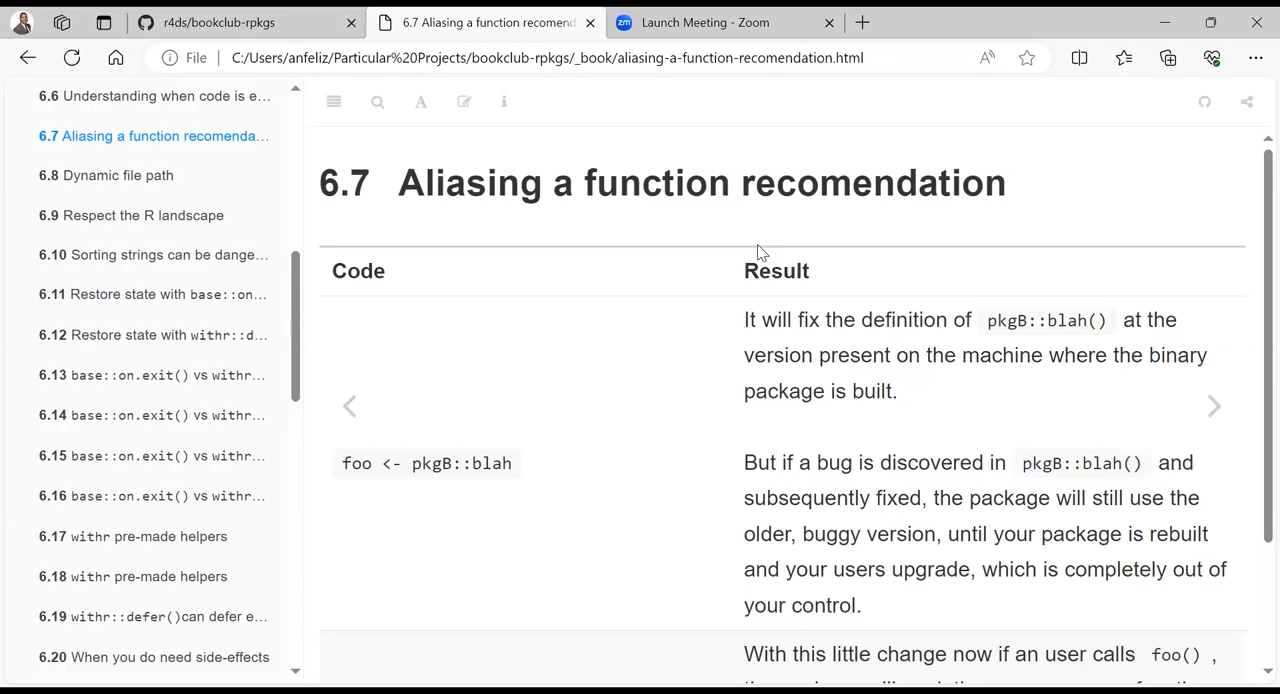 r4ds/bookclub-rpkgs
6.7 Aliasing a function recomend
zm Launch Meeting - Zoom
File
C:/Users/anfeliz/Particular%20Projects/bookclub-rpkgs/_book/aliasing-a-function-recomendation.html
6.6 Understanding when code is e...
6.7 Aliasing a function recomenda...
6.8 Dynamic file path
6.9 Respect the R landscape
6.10 Sorting strings can be dange...
6.11 Restore state with base::on...
6.12 Restore state with withr::d...
6.13 base::on.exit() vs withr...
6.14 base::on.exit() vs withr...
6.15 base::on.exit() vs withr...
6.16 base::on.exit() vs withr...
6.17 withr pre-made helpers
6.18 withr pre-made helpers
6.19 withr::defer()can defer e...
6.20 When you do need side-effects
6.7 Aliasing a function recomendation
Code
Result
It will fix the definition of pkgB::blah() at the
version present on the machine where the binary
package is built.
foo <- pkgB::blah
But if a bug is discovered in pkgB::blah() and
subsequently fixed, the package will still use the
older, buggy version, until your package is rebuilt
and your users upgrade, which is completely out of
your control.
With this little change now if an user calls foo() ,